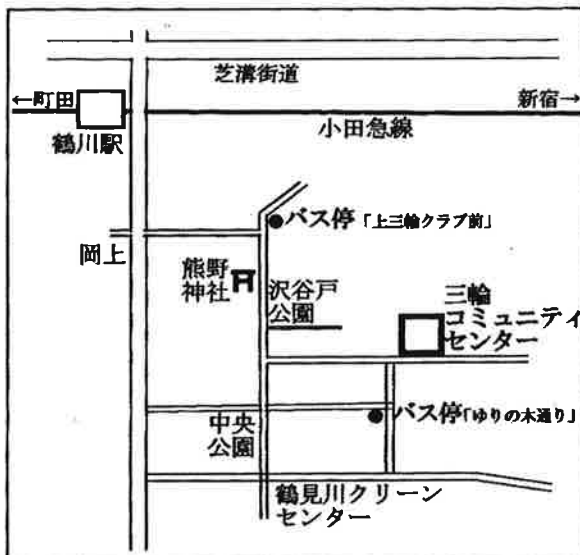 芝溝街道
←町田
新宿→
鶴川駅
小田急線
バス停「上三輪クラブ前」
岡上
熊野
神社
沢谷戸
公園
三輪
コミュニティ
センター
バス停「ゆりの木通り」
中央
公園
鶴見川クリーン
センター